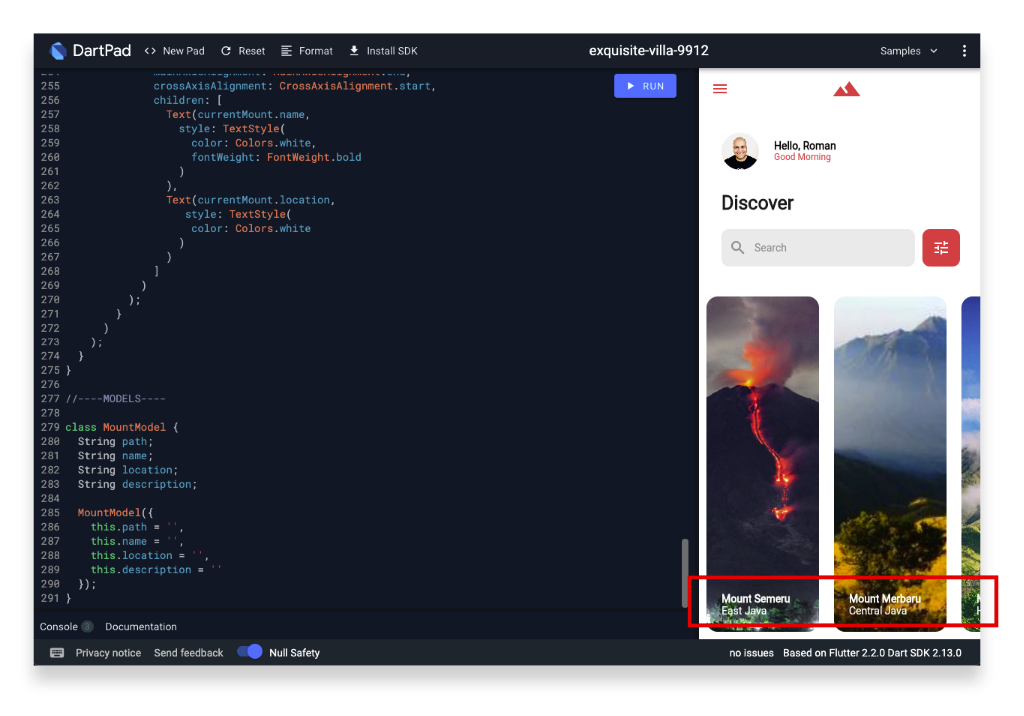 DartPad <> New Pad Reset Format Install SDK exquisite-villa-9912 Samples
255 crossAxisAlignment: CrossAxisAlignment.start,
256 children: [
257 Text(currentMount.name,
258 style: TextStyle(
259 color: Colors.white,
260 fontWeight: FontWeight.bold
261 )
262 ),
263 Text(currentMount.location,
264 style: TextStyle(
265 color: Colors.white
266 )
267 )
268 ]
269 )
270 );
271 }
272 )
273 );
274 }
275 }
276
277 //----MODELS----
278
279 class MountModel {
280 String path;
281 String name;
282 String location;
283 String description;
284
285 MountModel({
286 this.path = '',
287 this.name = '',
288 this.location = '',
289 this.description = ''
290 });
291 }
RUN
Hello, Roman
Good Morning
Discover
Search
Mount Semeru
East Java
Mount Merbaru
Central Java
Console 3 Documentation
Privacy notice Send feedback Null Safety no issues Based on Flutter 2.2.0 Dart SDK 2.13.0